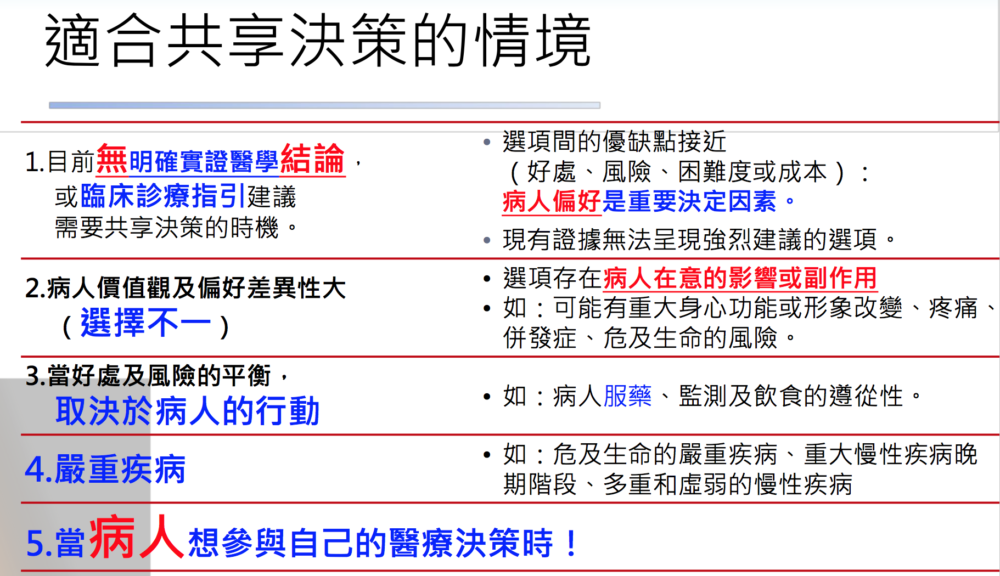 適合共享決策的情境
1.目前無明確實證醫學結論，
或臨床診療指引建議
需要共享決策的時機。
• 選項間的優缺點接近
（好處、風險、困難度或成本）：
病人偏好是重要決定因素。
• 現有證據無法呈現強烈建議的選項。
2.病人價值觀及偏好差異性大
（選擇不一）
• 選項存在病人在意的影響或副作用
• 如：可能有重大身心功能或形象改變、疼痛、
併發症、危及生命的風險。
3.當好處及風險的平衡，
取決於病人的行動
• 如：病人服藥、監測及飲食的遵從性。
4.嚴重疾病
• 如：危及生命的嚴重疾病、重大慢性疾病晚
期階段、多重和虛弱的慢性疾病
5.當病人想參與自己的醫療決策時！